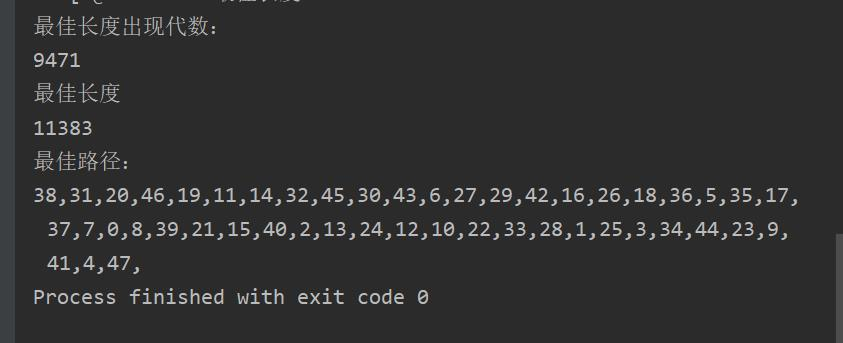 最佳长度出现代数:
9471
最佳长度
11383
最佳路径:
38,31,20,46,19,11,14,32,45,30,43,6,27,29,42,16,26,18,36,5,35,17,
37,7,0,8,39,21,15,40,2,13,24,12,10,22,33,28,1,25,3,34,44,23,9,
41,4,47,
Process finished with exit code 0